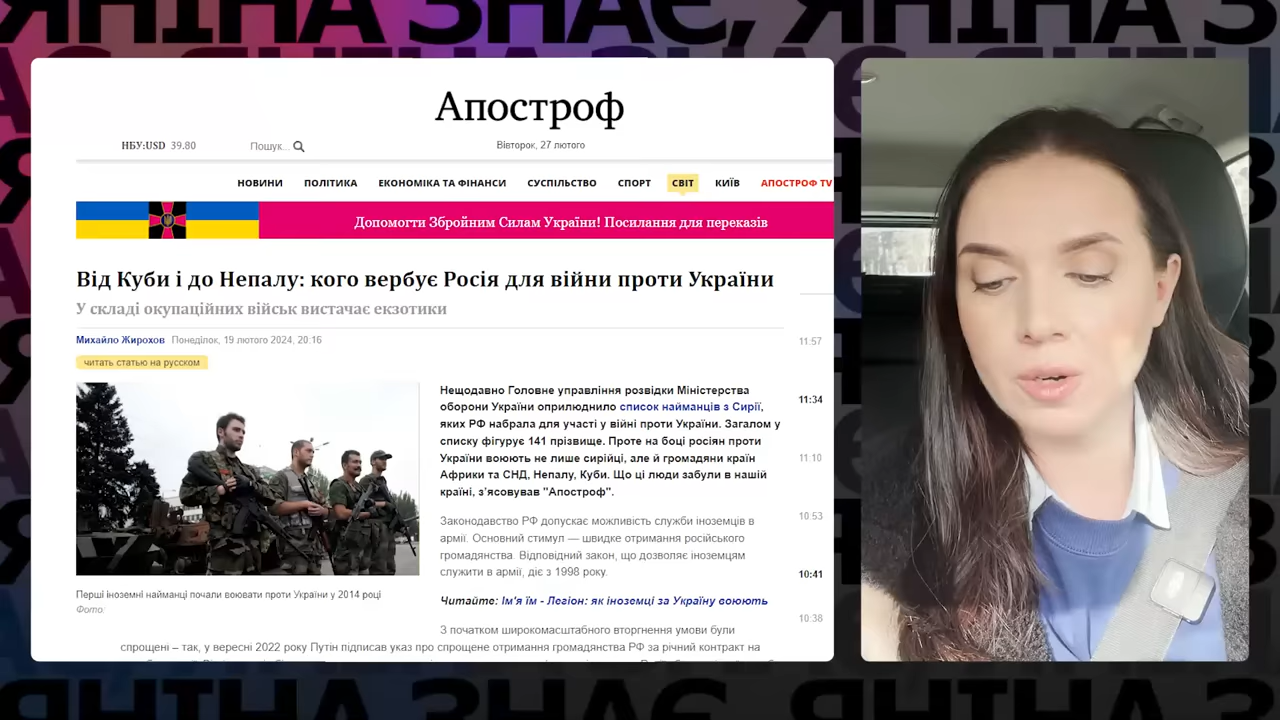 ЯНІНА ЗНАЄ, ЯНІНА З
Апостроф
НБУ:USD 39.80
Пошук...
Вівторок, 27 лютого
НОВИНИ ПОЛІТИКА ЕКОНОМІКА ТА ФІНАНСИ СУСПІЛЬСТВО СПОРТ СВІТ КИЇВ АПОСТРОФ TV
Допомогти Збройним Силам України! Посилання для переказів
Від Куби і до Непалу: кого вербує Росія для війни проти України
У складі окупаційних військ вистачає екзотики
Михайло Жирохов Понеділок, 19 лютого 2024, 20:16
читать статью на русском
Нещодавно Головне управління розвідки Міністерства
оборони України оприлюднило список найманців з Сирії,
яких РФ набрала для участі у війні проти України. Загалом у
списку фігурує 141 прізвище. Проте на боці росіян проти
України воюють не лише сирійці, але й громадяни країн
Африки та СНД, Непалу, Куби. Що ці люди забули в нашій
країні, з’ясовував "Апостроф".
Законодавство РФ допускає можливість служби іноземців в
армії. Основний стимул — швидке отримання російського
громадянства. Відповідний закон, що дозволяє іноземцям
служити в армії, діє з 1998 року.
Перші іноземні найманці почали воювати проти України у 2014 році
Фото:
Читайте: Ім'я їм - Легіон: як іноземці за Україну воюють
З початком широкомасштабного вторгнення умови були
спрощені – так, у вересні 2022 року Путін підписав указ про спрощене отримання громадянства РФ за річний контракт на
11:57
11:34
11:10
10:53
10:41
10:38
ЯНІНА ЗНАЄ, ЯНІНА З